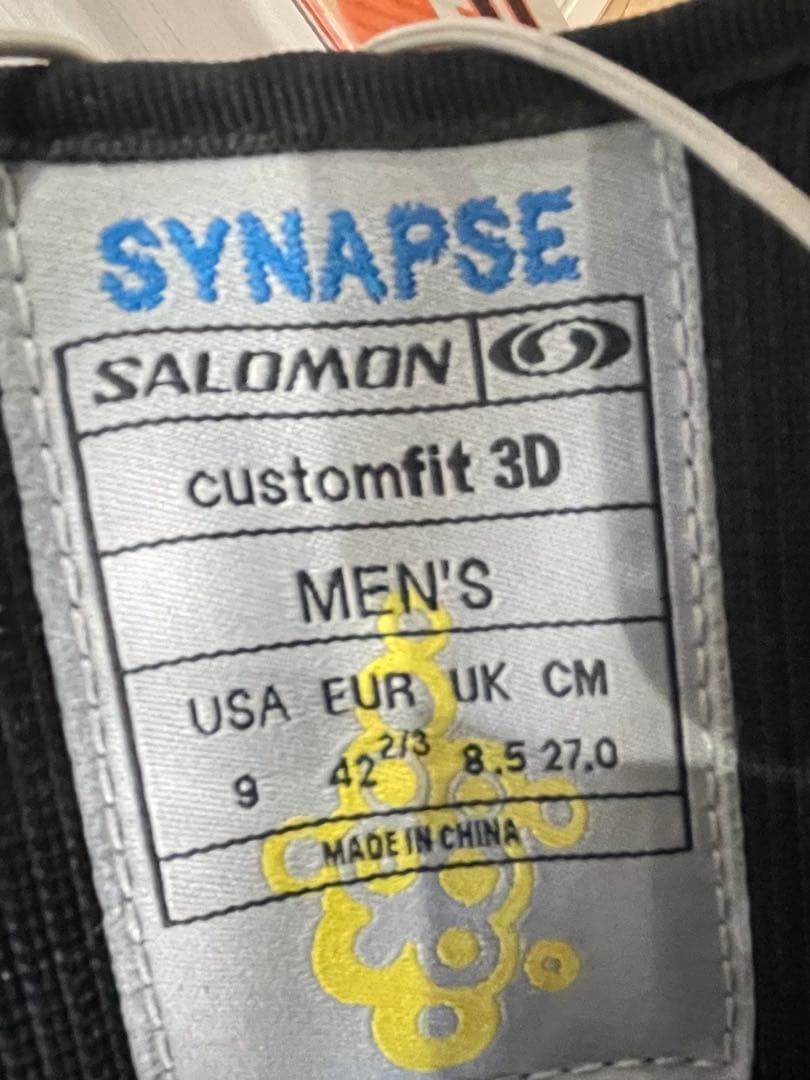 SYNAPSE
SALOMON
customfit 3D
MEN'S
USA EUR UK CM
9 42 2/3 8.5 27.0
MADE IN CHINA